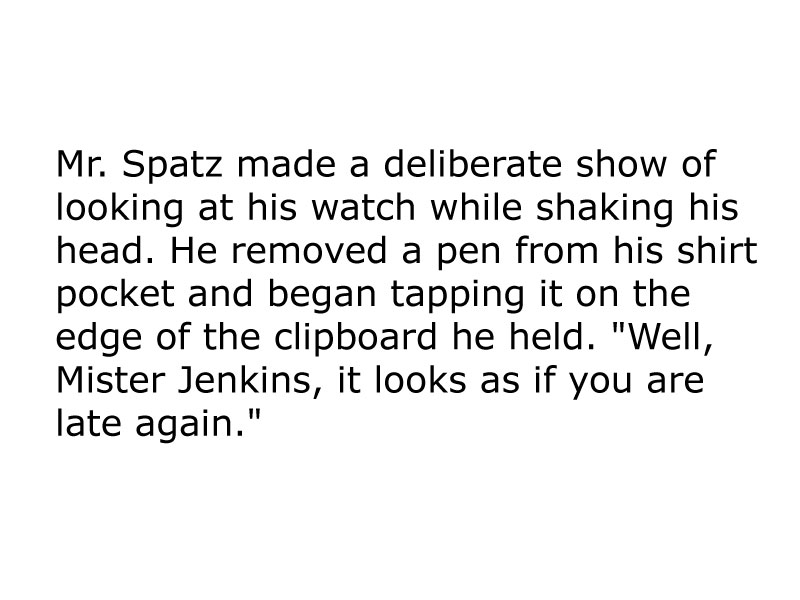 Mr. Spatz made a deliberate show of
looking at his watch while shaking his
head. He removed a pen from his shirt
pocket and began tapping it on the
edge of the clipboard he held. "Well,
Mister Jenkins, it looks as if you are
late again."